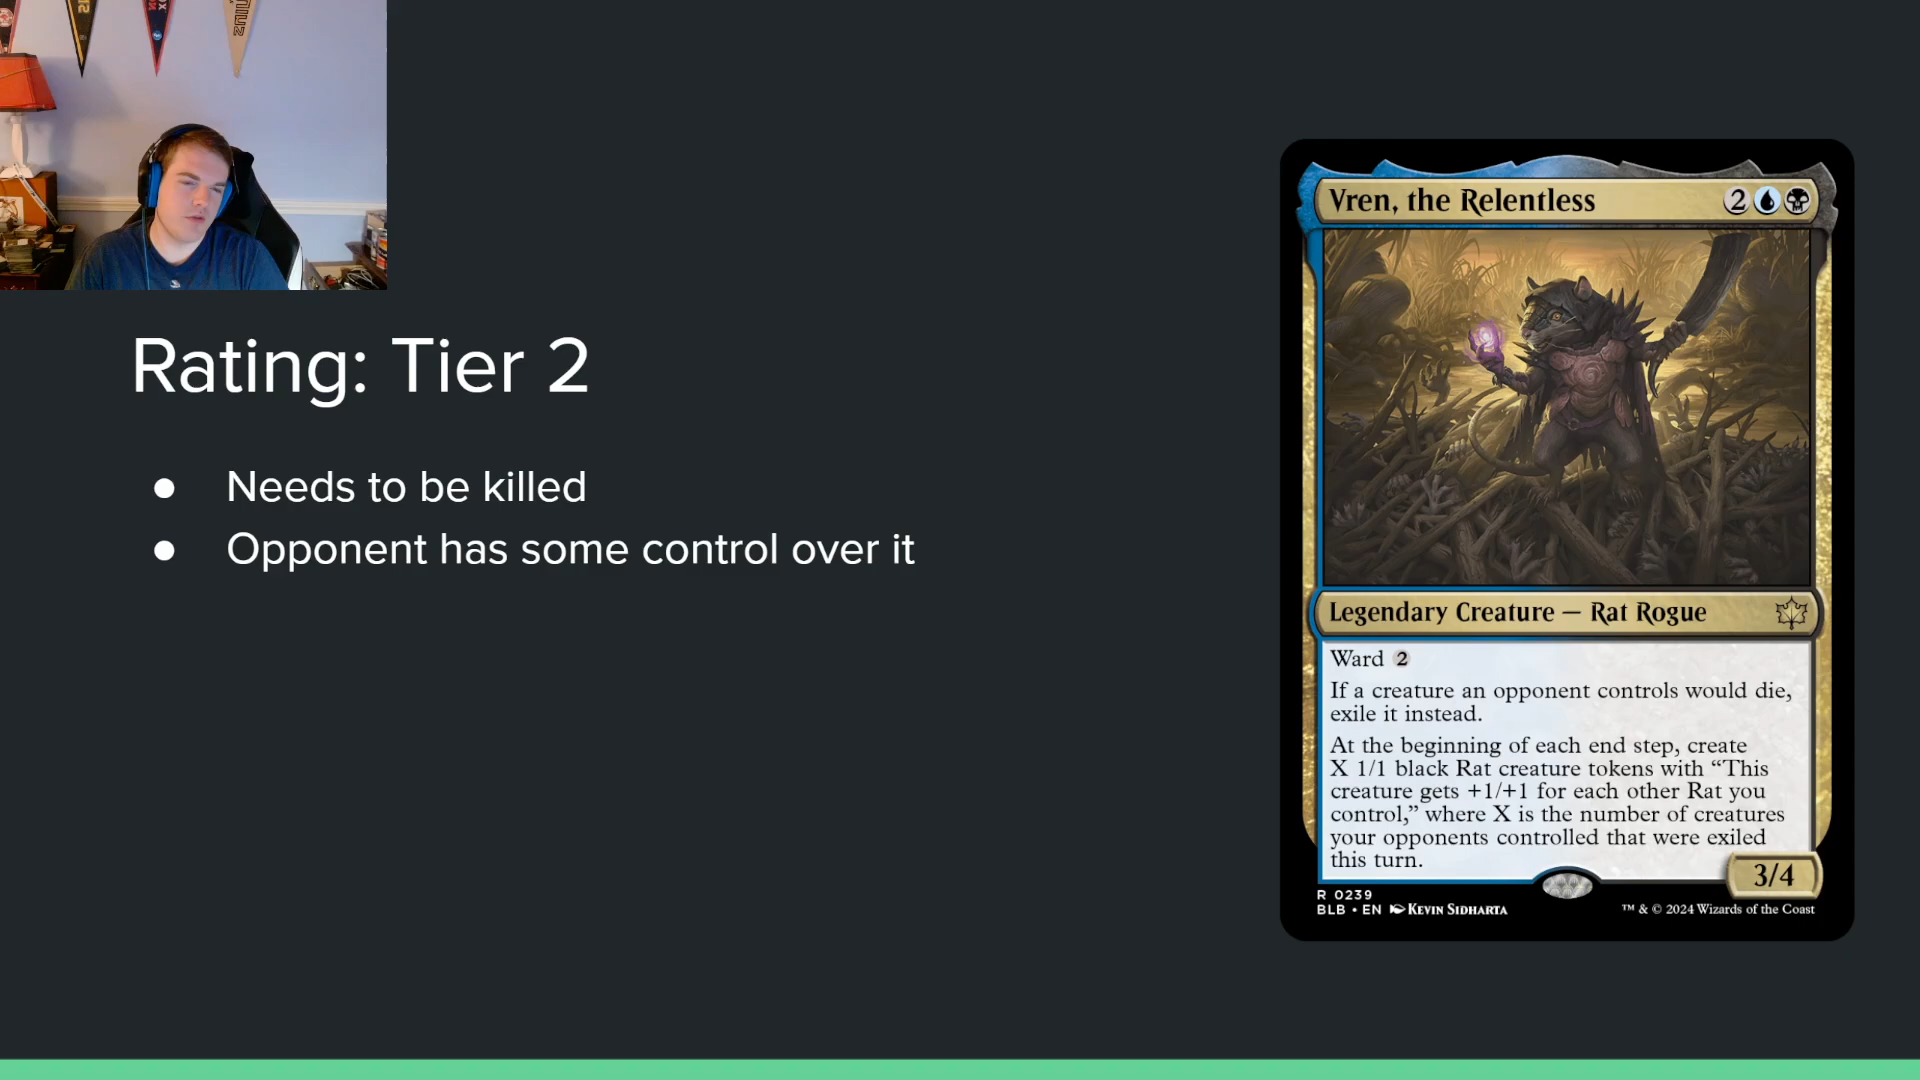 Rating: Tier 2
● Needs to be killed
● Opponent has some control over it
Vren, the Relentless 2
Legendary Creature — Rat Rogue
Ward 2
If a creature an opponent controls would die,
exile it instead.
At the beginning of each end step, create
X 1/1 black Rat creature tokens with “This
creature gets +1/+1 for each other Rat you
control,” where X is the number of creatures
your opponents controlled that were exiled
this turn.
3/4
R 0239
BLB • EN Kevin Sidharta
™ & © 2024 Wizards of the Coast